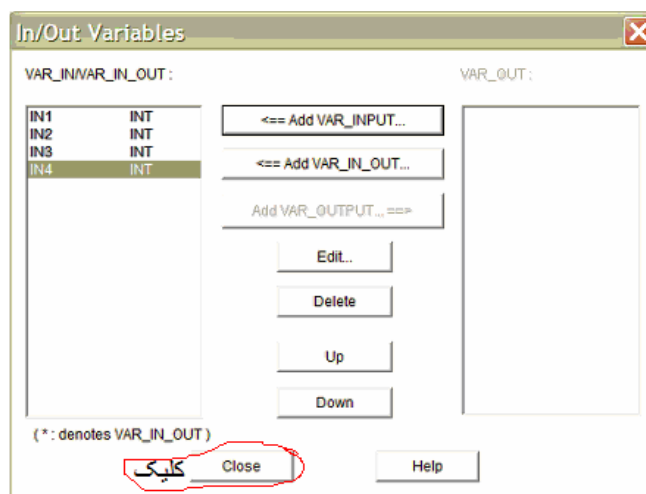 In/Out Variables
VAR_IN/VAR_IN_OUT :
VAR_OUT :
IN1 INT
IN2 INT
IN3 INT
IN4 INT
<== Add VAR_INPUT...
<== Add VAR_IN_OUT...
Add VAR_OUTPUT... ==>
Edit...
Delete
Up
Down
( * : denotes VAR_IN_OUT )
کلیک
Close
Help